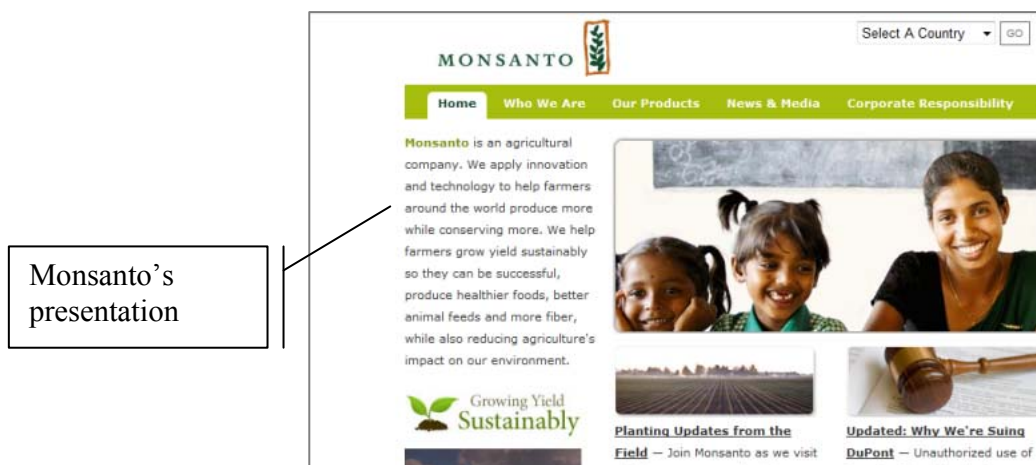 Select A Country GO
MONSANTO
Home Who We Are Our Products News & Media Corporate Responsibility
Monsanto is an agricultural
company. We apply innovation
and technology to help farmers
around the world produce more
while conserving more. We help
farmers grow yield sustainably
so they can be successful,
produce healthier foods, better
animal feeds and more fiber,
while also reducing agriculture's
impact on our environment.
Growing Yield
Sustainably
Planting Updates from the
Field — Join Monsanto as we visit
Updated: Why We're Suing
DuPont — Unauthorized use of
Monsanto's
presentation